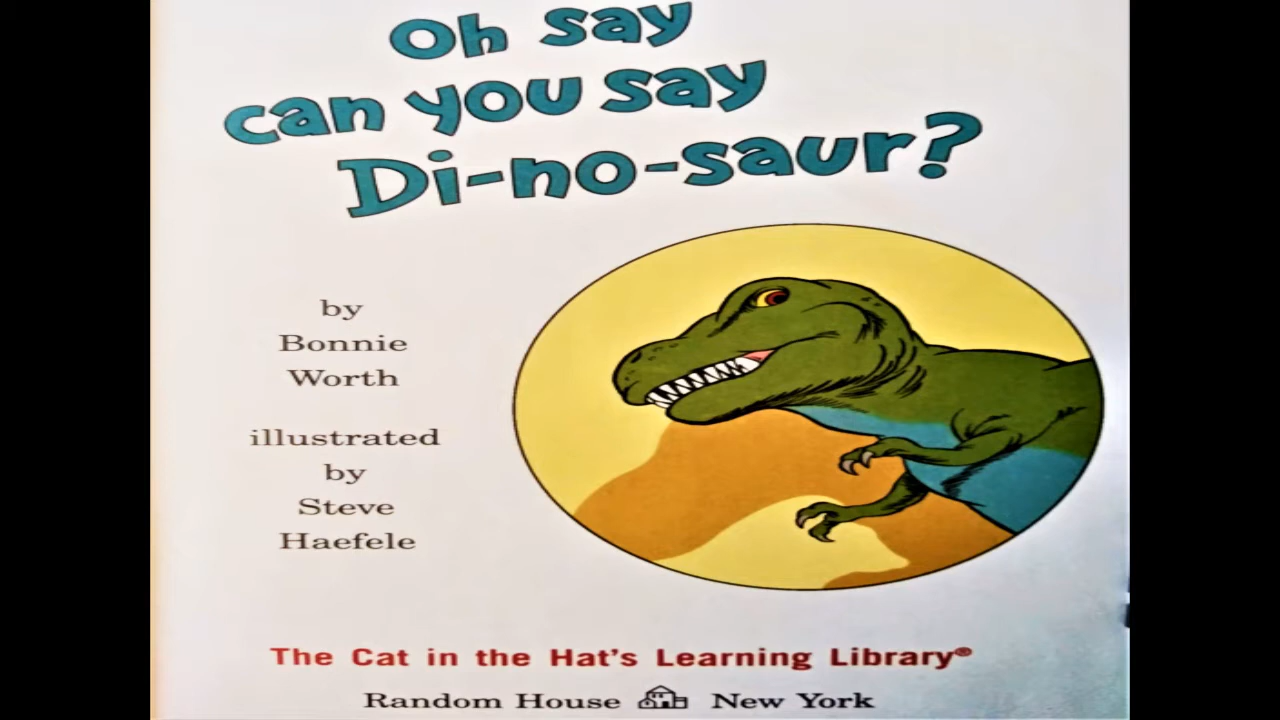 Oh say
can you say
Di-no-saur?
by
Bonnie
Worth
illustrated
by
Steve
Haefele
The Cat in the Hat's Learning Library®
Random House New York